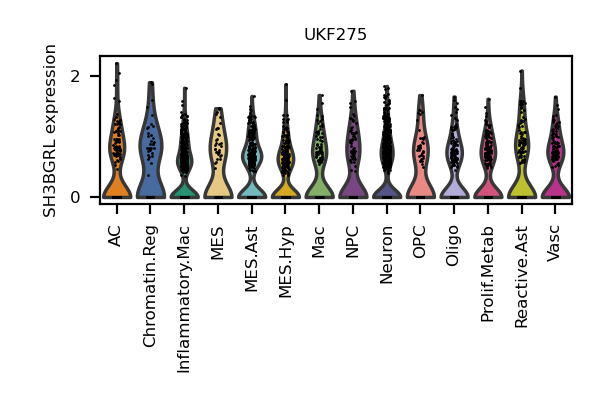 UKF275
SH3BGRL expression
2
0
AC
Chromatin.Reg
Inflammatory.Mac
MES
MES.Ast
MES.Hyp
Mac
NPC
Neuron
OPC
Oligo
Prolif.Metab
Reactive.Ast
Vasc